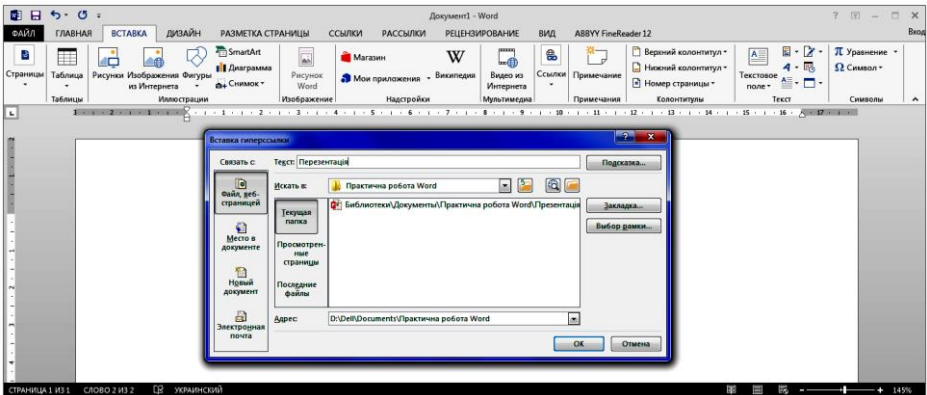 Документ1 - Word
ФАЙЛ ГЛАВНАЯ ВСТАВКА ДИЗАЙН РАЗМЕТКА СТРАНИЦЫ ССЫЛКИ РАССЫЛКИ РЕЦЕНЗИРОВАНИЕ ВИД ABBYY FineReader 12 Вход
Страницы
Таблица
Таблицы
Рисунки
Изображения из Интернета
Фигуры
SmartArt
Диаграмма
Снимок
Иллюстрации
Рисунок Word
Изображение
Магазин
Мои приложения
Википедия
Надстройки
Видео из Интернета
Мультимедиа
Ссылки
Примечание
Примечания
Верхний колонтитул
Нижний колонтитул
Номер страницы
Колонтитулы
Текстовое поле
Текст
Уравнение
Символ
Символы
Вставка гиперссылки
Связать с: Текст: Перезентація Подсказка...
файл, веб-страницей
Искать в: Практична робота Word
Текущая папка
Библиотеки\Документы\Практична робота Word\Презентація
Закладка...
Выбор рамки...
Место в документе
Просмотрен-
ные
страницы
Новый документ
Последние файлы
Электронная почта
Адрес: D:\Dell\Documents\Практична робота Word
ОК Отмена
СТРАНИЦА 1 ИЗ 1 СЛОВО 2 ИЗ 2 УКРАИНСКИЙ 145%